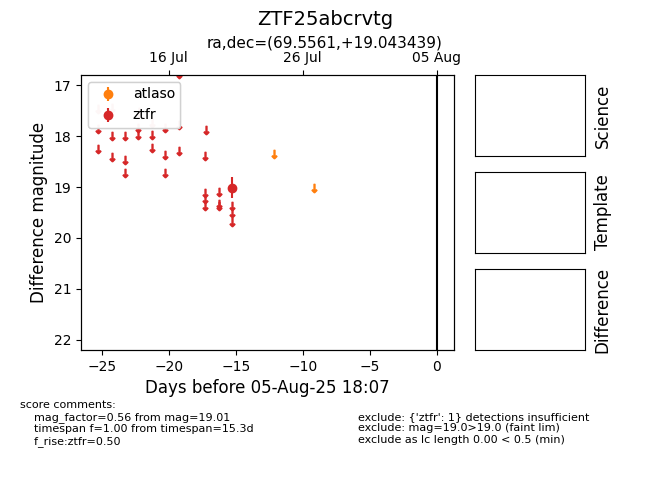 ZTF25abcrvtg
ra,dec=(69.5561,+19.043439)
16 Jul
26 Jul
05 Aug
atlaso
ztfr
17
18
19
20
21
22
Difference magnitude
−25
−20
−15
−10
−5
0
Days before 05-Aug-25 18:07
Science
Template
Difference
score comments:
mag_factor=0.56 from mag=19.01
timespan f=1.00 from timespan=15.3d
f_rise:ztfr=0.50
exclude: {'ztfr': 1} detections insufficient
exclude: mag=19.0>19.0 (faint lim)
exclude as lc length 0.00 < 0.5 (min)